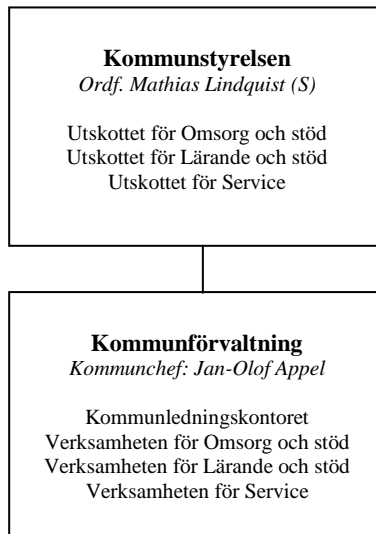 Kommunstyrelsen
Ordf. Mathias Lindquist (S)
Utskottet för Omsorg och stöd
Utskottet för Lärande och stöd
Utskottet för Service
Kommunförvaltning
Kommunchef: Jan-Olof Appel
Kommunledningskontoret
Verksamheten för Omsorg och stöd
Verksamheten för Lärande och stöd
Verksamheten för Service